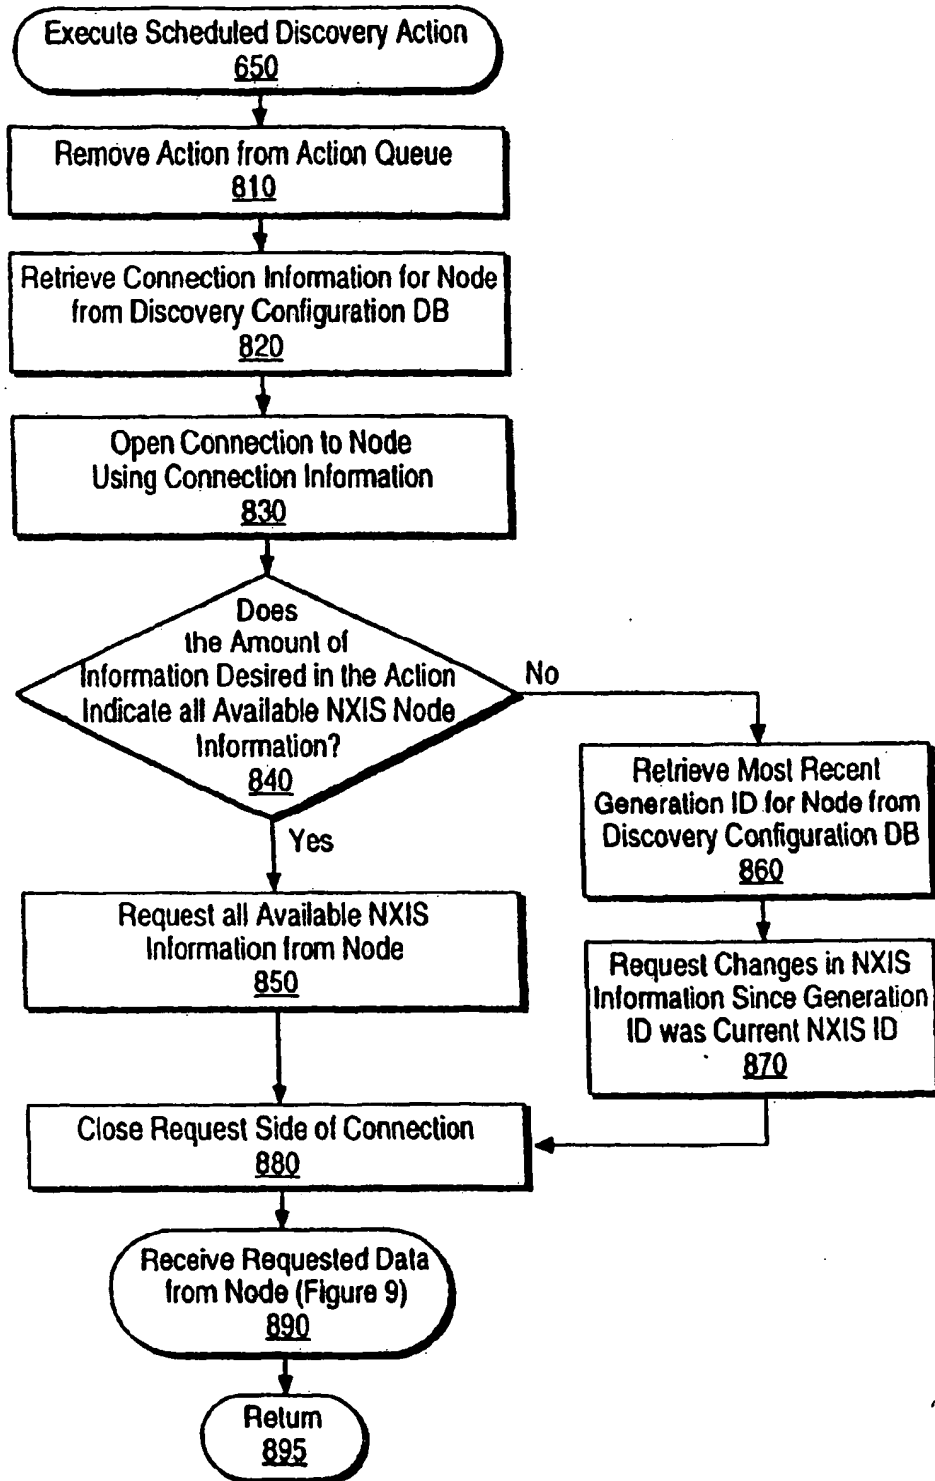 Execute Scheduled Discovery Action
650
Remove Action from Action Queue
810
Retrieve Connection Information for Node
from Discovery Configuration DB
820
Open Connection to Node
Using Connection Information
830
Does
the Amount of
Information Desired in the Action
Indicate all Available NXIS Node
Information?
840
No
Yes
Retrieve Most Recent
Generation ID for Node from
Discovery Configuration DB
860
Request all Available NXIS
Information from Node
850
Request Changes in NXIS
Information Since Generation
ID was Current NXIS ID
870
Close Request Side of Connection
880
Receive Requested Data
from Node (Figure 9)
890
Return
895